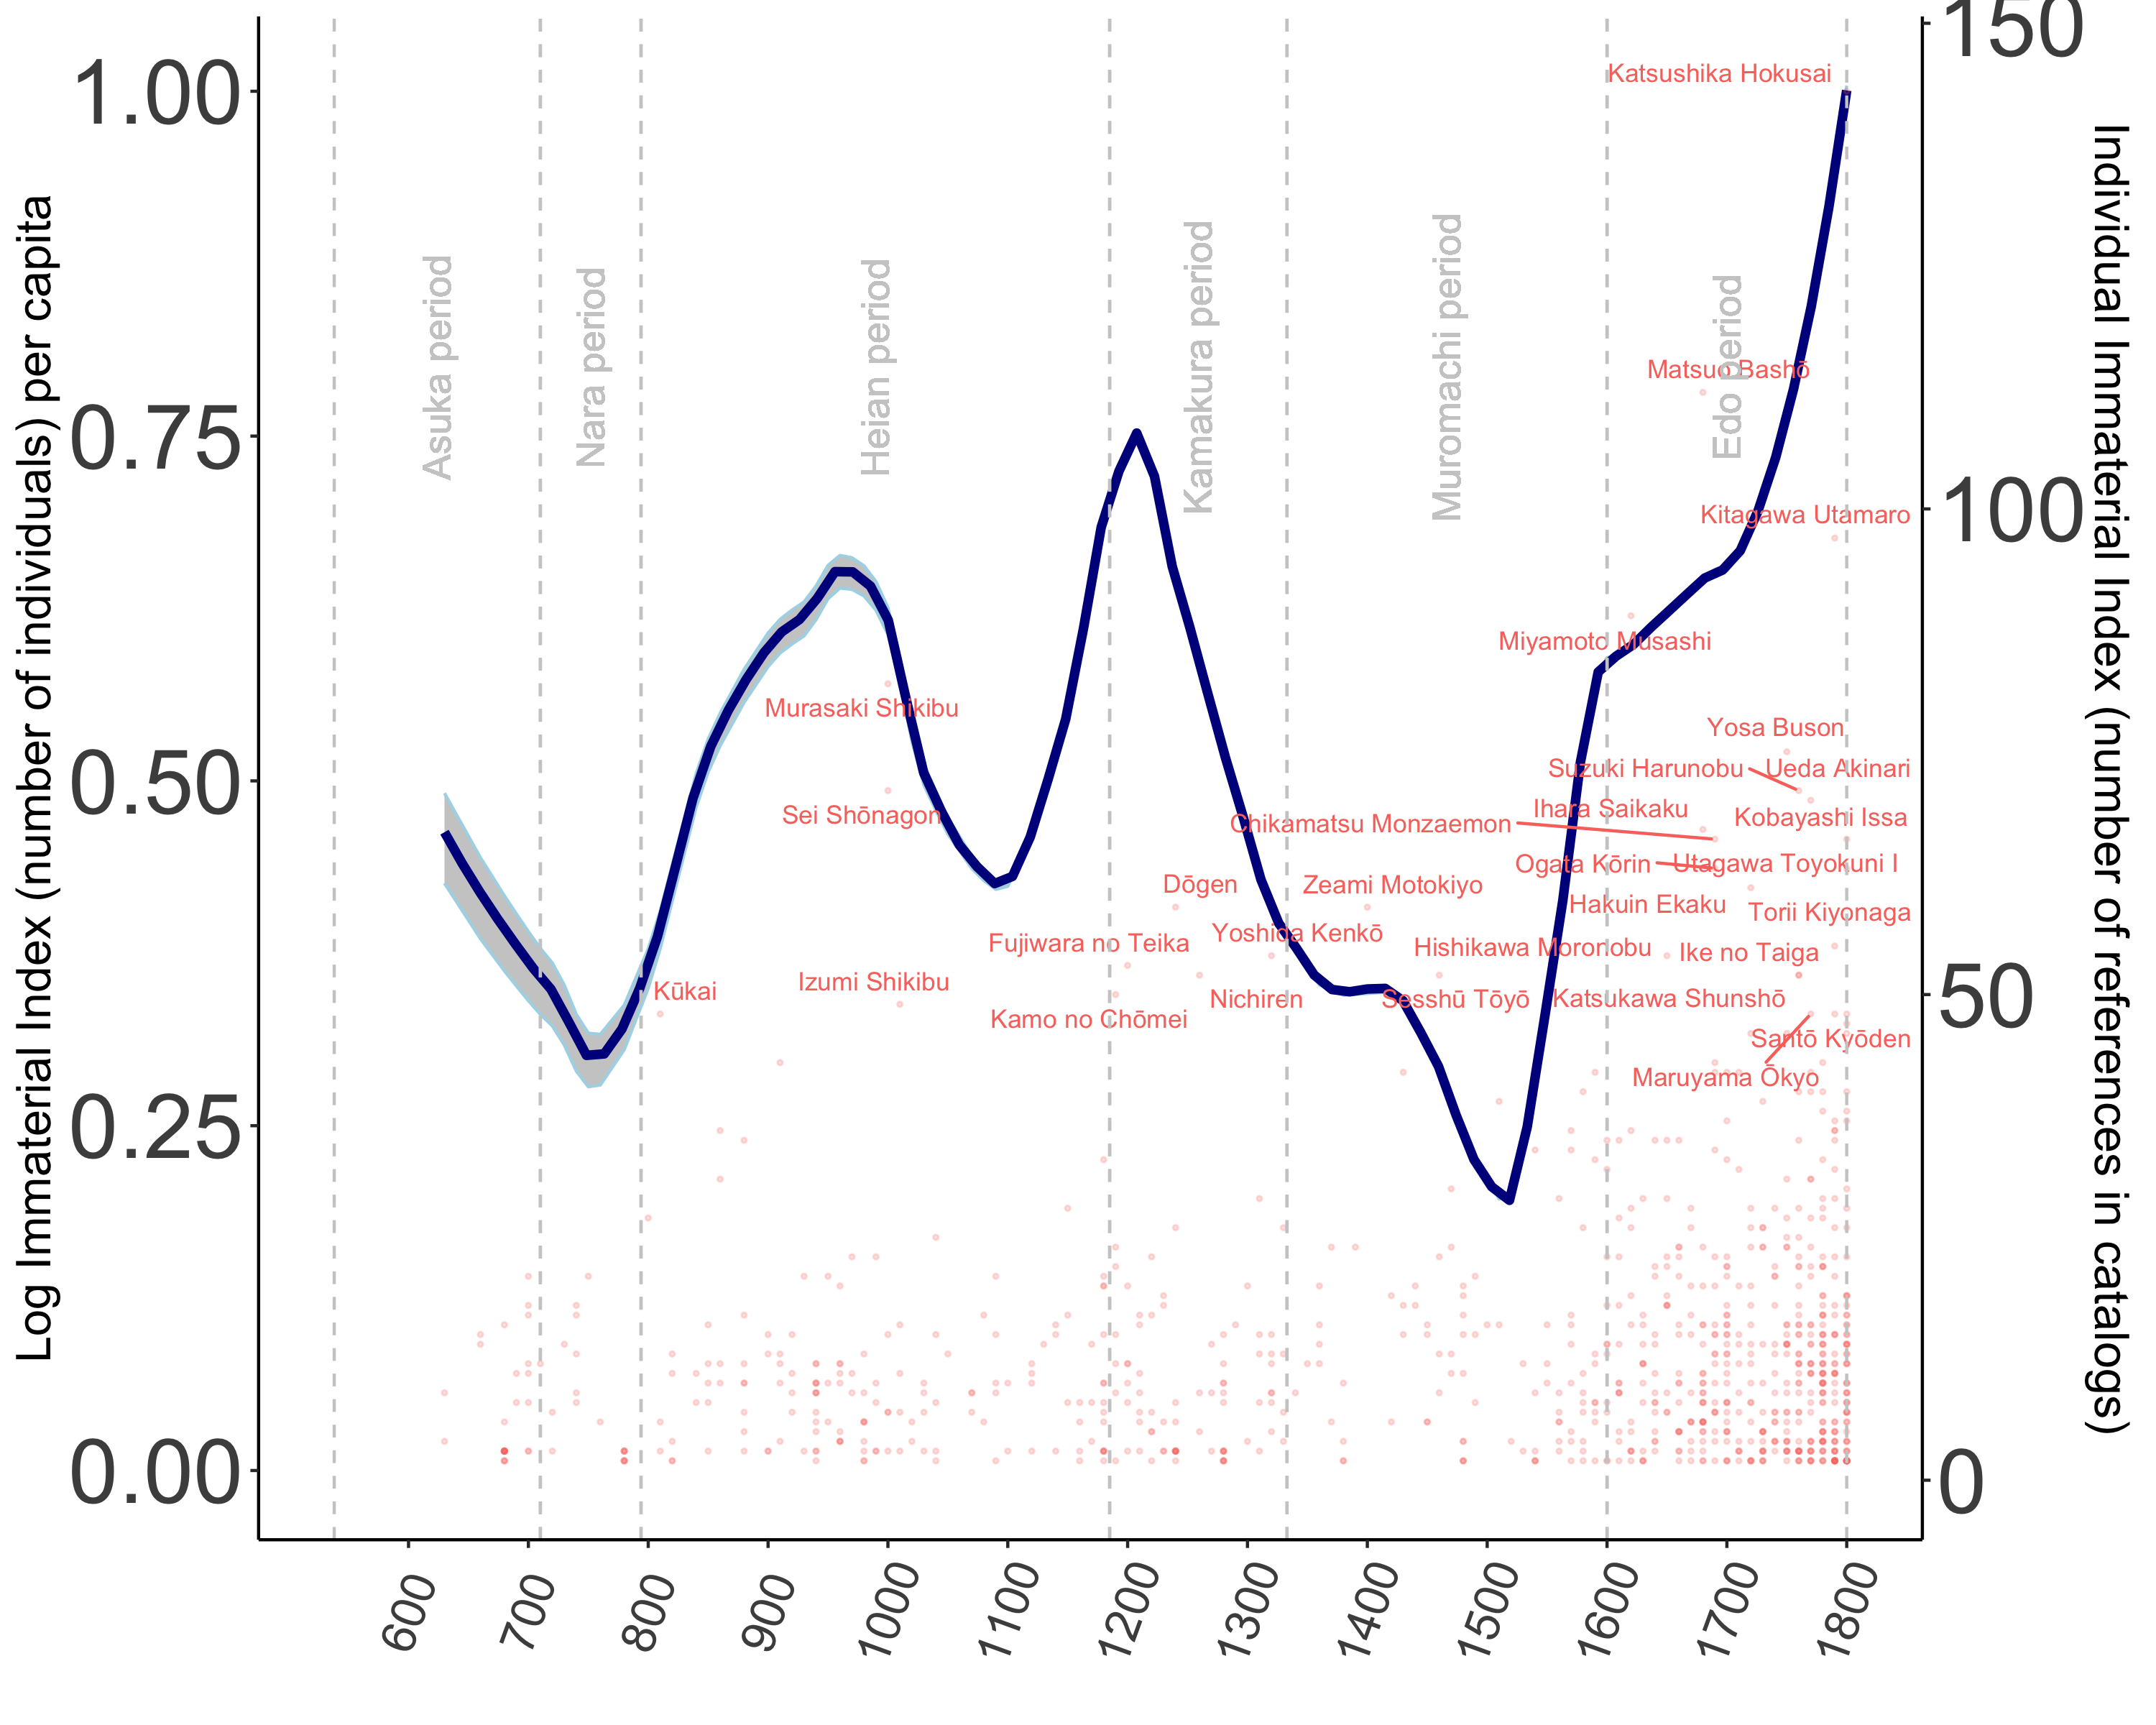 150
Katsushika Hokusai
1.00
Log Immaterial Index (number of individuals) per capita
Individual Immaterial Index (number of references in catalogs)
Asuka period
Nara period
Heian period
Kamakura period
Muromachi period
Edo period
Matsuo Bashō
0.75
100
Kitagawa Utamaro
Miyamoto Musashi
Murasaki Shikibu
Yosa Buson
Suzuki Harunobu
Ueda Akinari
0.50
Sei Shōnagon
Ihara Saikaku
Chikamatsu Monzaemon
Kobayashi Issa
Ogata Kōrin
Utagawa Toyokuni I
Dōgen
Zeami Motokiyo
Hakuin Ekaku
Torii Kiyonaga
Fujiwara no Teika
Yoshida Kenkō
Hishikawa Moronobu
Ike no Taiga
Kūkai
Izumi Shikibu
Nichiren
Sesshū Tōyō
Katsukawa Shunshō
50
Kamo no Chōmei
Santō Kyōden
Maruyama Ōkyo
0.25
0.00
0
600
700
800
900
1000
1100
1200
1300
1400
1500
1600
1700
1800